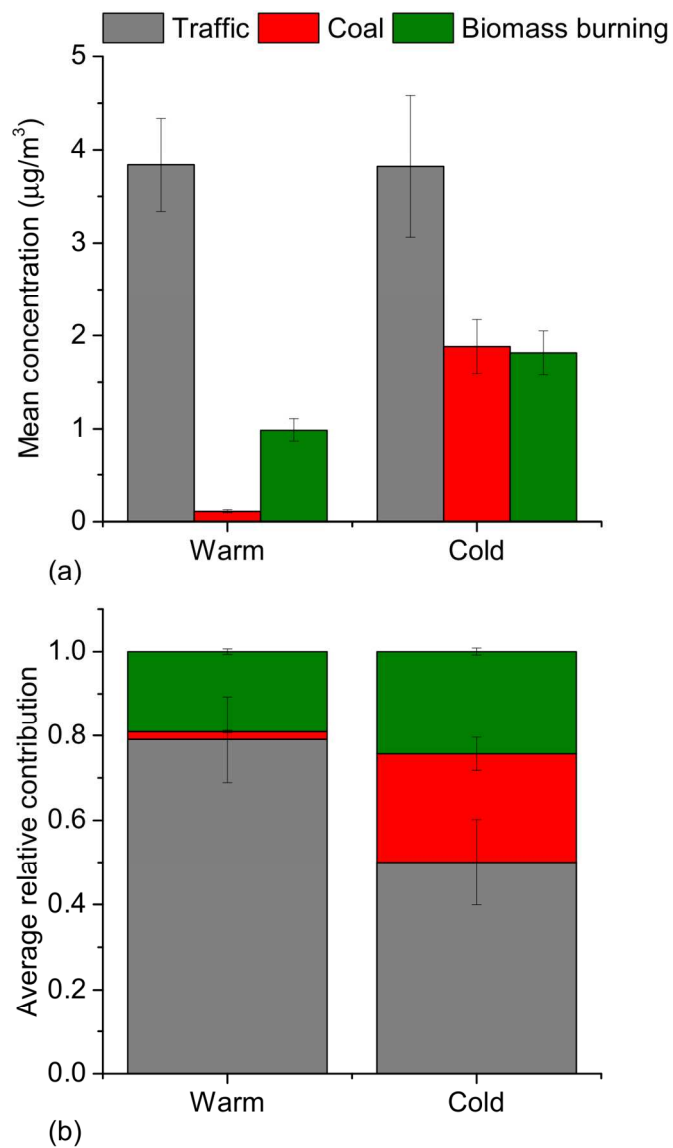 Traffic Coal Biomass burning
Mean concentration (μg/m³)
5
4
3
2
1
0
Warm Cold
(a)
Average relative contribution
1.0
0.8
0.6
0.4
0.2
0.0
Warm Cold
(b)